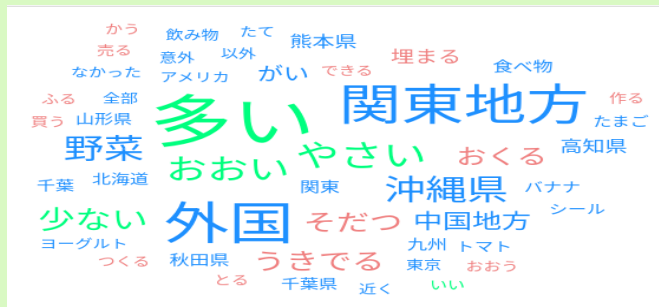 かう
飲み物 たて
熊本県
売る
意外 以外
埋まる
なかった
アメリカ
がい
できる
食べ物
ふる
全部
多い
関東地方
作る
買う
山形県
たまご
野菜
おおい
やさい
おくる
高知県
千葉
北海道
関東
沖縄県
バナナ
少ない
外国
そだつ
中国地方
シール
ヨーグルト
つくる
秋田県
うきでる
九州
トマト
東京
おおう
とる
千葉県
近く
いい